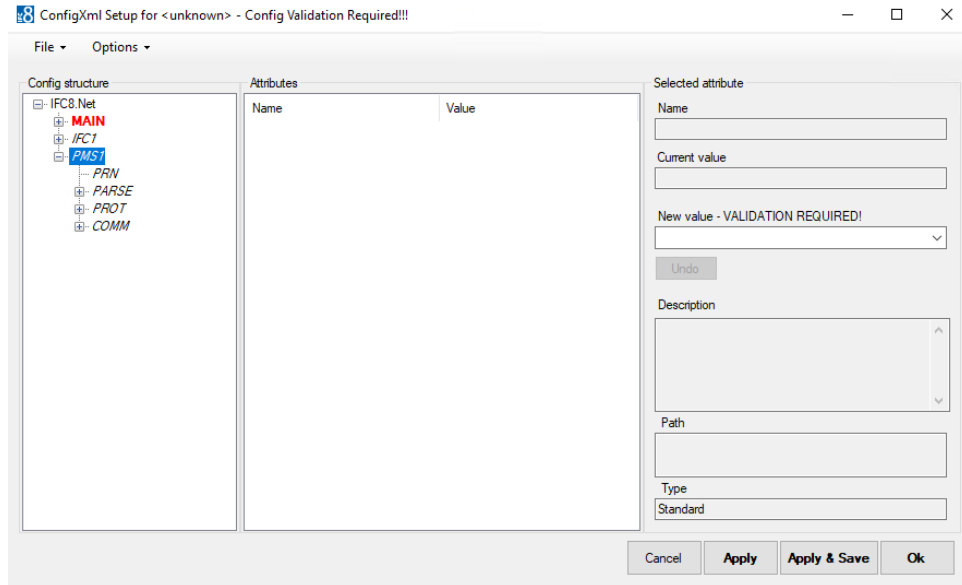 ConfigXml Setup for <unknown> - Config Validation Required!!!
File Options
Config structure
IFC8.Net
MAIN
IFC1
PMS1
PRN
PARSE
PROT
COMM
Attributes
Name Value
Selected attribute
Name
Current value
New value - VALIDATION REQUIRED!
Undo
Description
Path
Type
Standard
Cancel Apply Apply & Save Ok